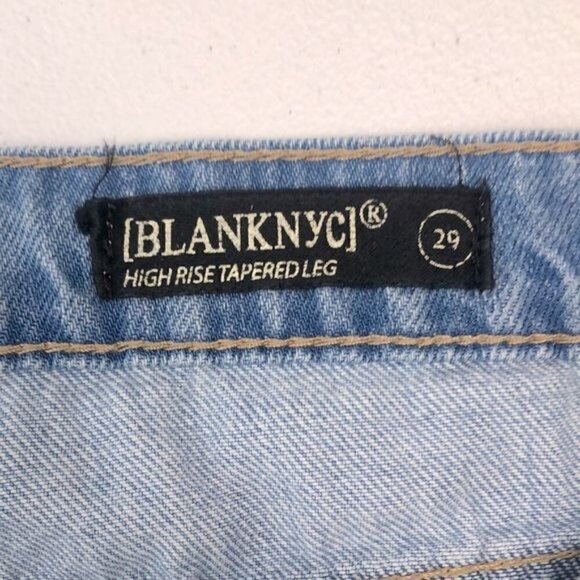 [BLANKNYC]®
29
HIGH RISE TAPERED LEG